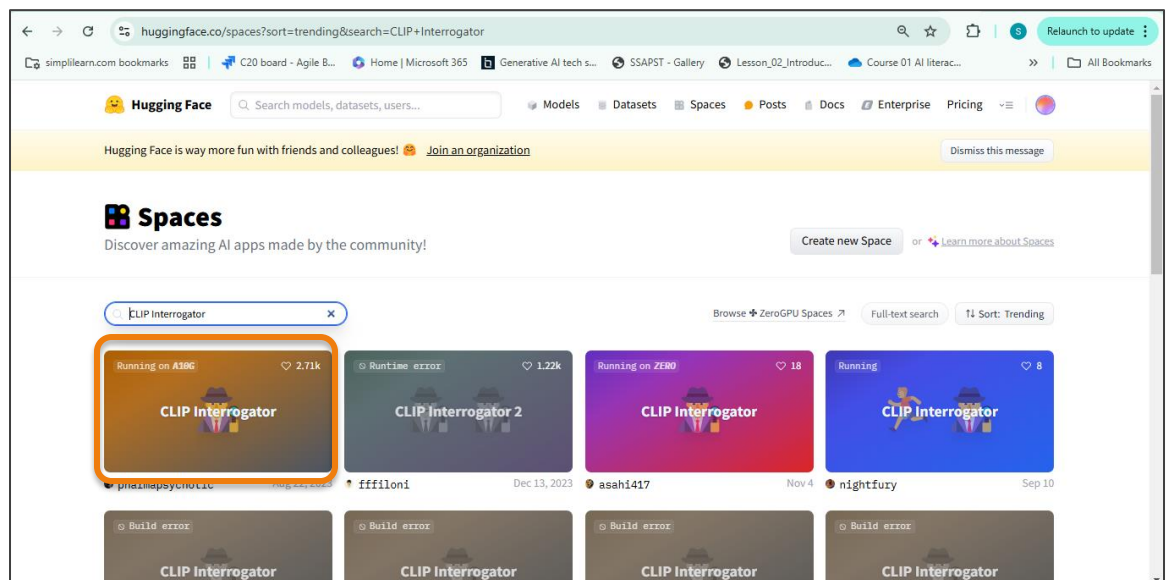 huggingface.co/spaces?sort=trending&search=CLIP+Interrogator
S
Relaunch to update
simplilearn.com bookmarks
C20 board - Agile B...
Home | Microsoft 365
b
Generative AI tech s...
SSAPST - Gallery
Lesson_02_Introduc...
Course 01 AI literac...
»
All Bookmarks
Hugging Face
Search models, datasets, users...
Models
Datasets
Spaces
Posts
Docs
Enterprise
Pricing
Hugging Face is way more fun with friends and colleagues! Join an organization
Dismiss this message
Spaces
Discover amazing AI apps made by the community!
Create new Space
or Learn more about Spaces
CLIP Interrogator
Browse ZeroGPU Spaces
Full-text search
Sort: Trending
Running on A10G
2.71k
CLIP Interrogator
Runtime error
1.22k
CLIP Interrogator 2
Running on ZERO
18
CLIP Interrogator
Running
8
CLIP Interrogator
pharmapsychotic
Aug 22, 2023
fffiloni
Dec 13, 2023
asahi417
Nov 4
nightfury
Sep 10
Build error
CLIP Interrogator
Build error
CLIP Interrogator
Build error
CLIP Interrogator
Build error
CLIP Interrogator